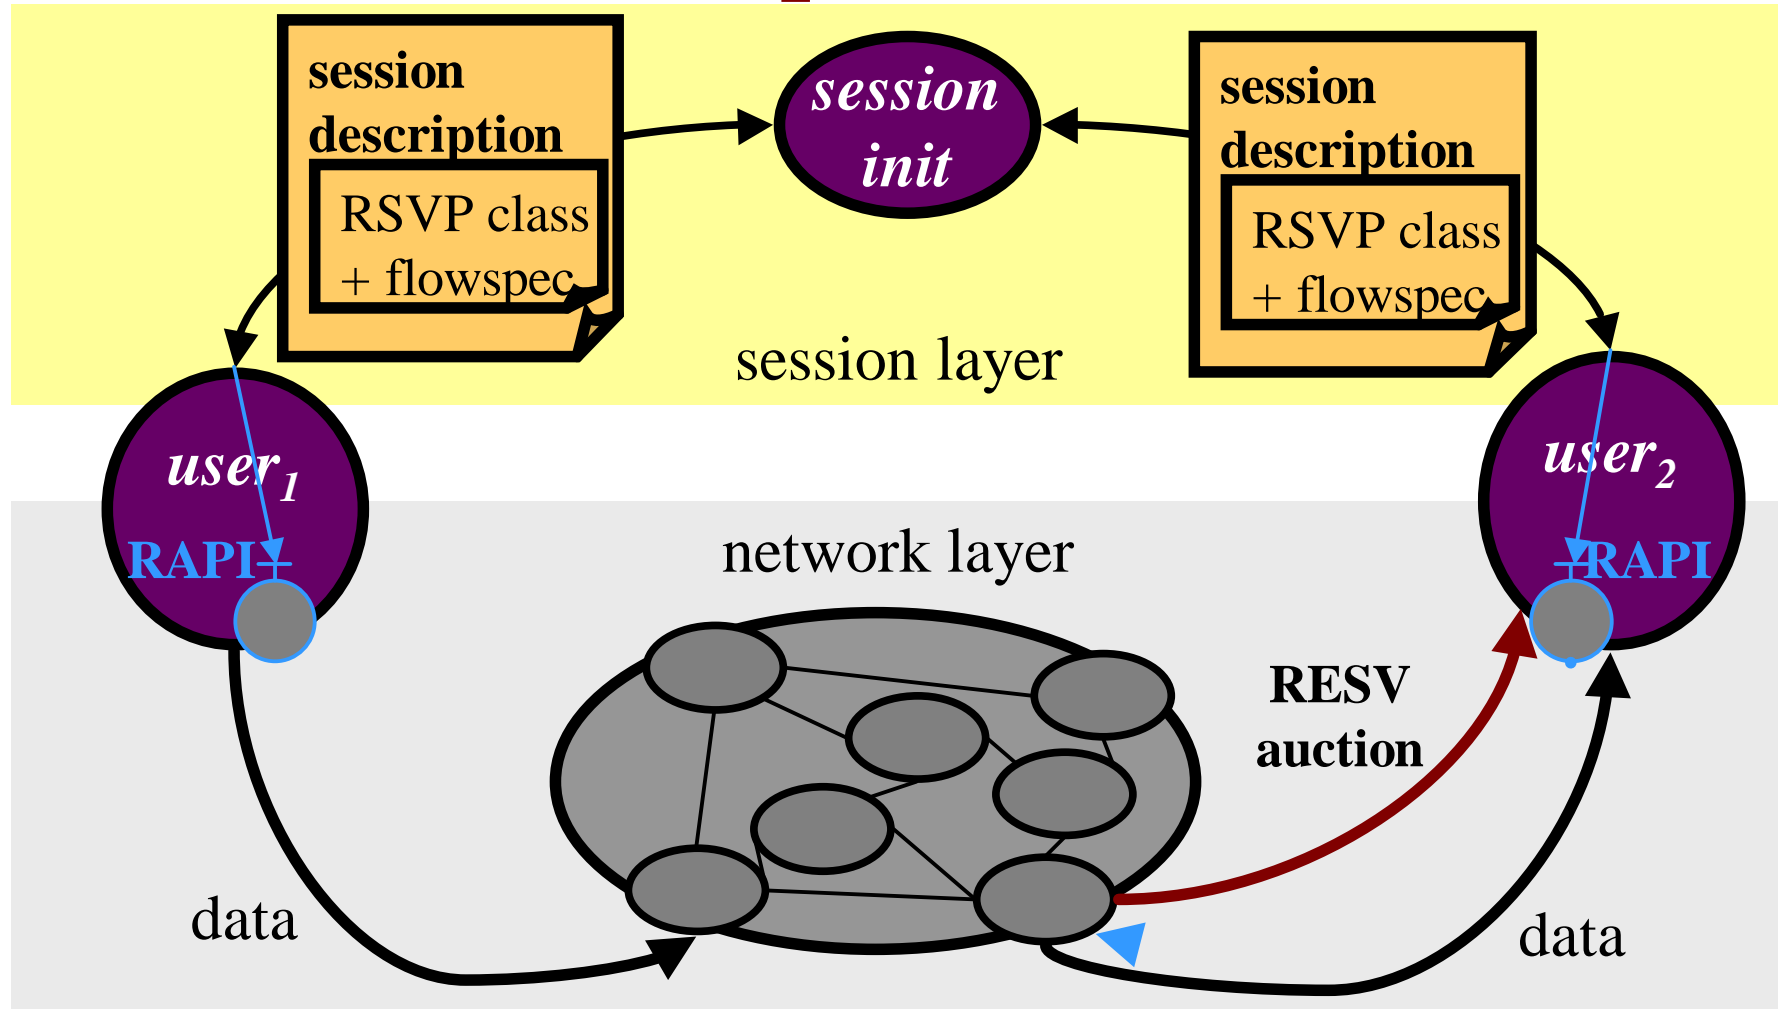 session
description
RSVP class
+ flowspec
session
init
session
description
RSVP class
+ flowspec
session layer
user1
RAPI
user2
RAPI
network layer
RESV
auction
data
data